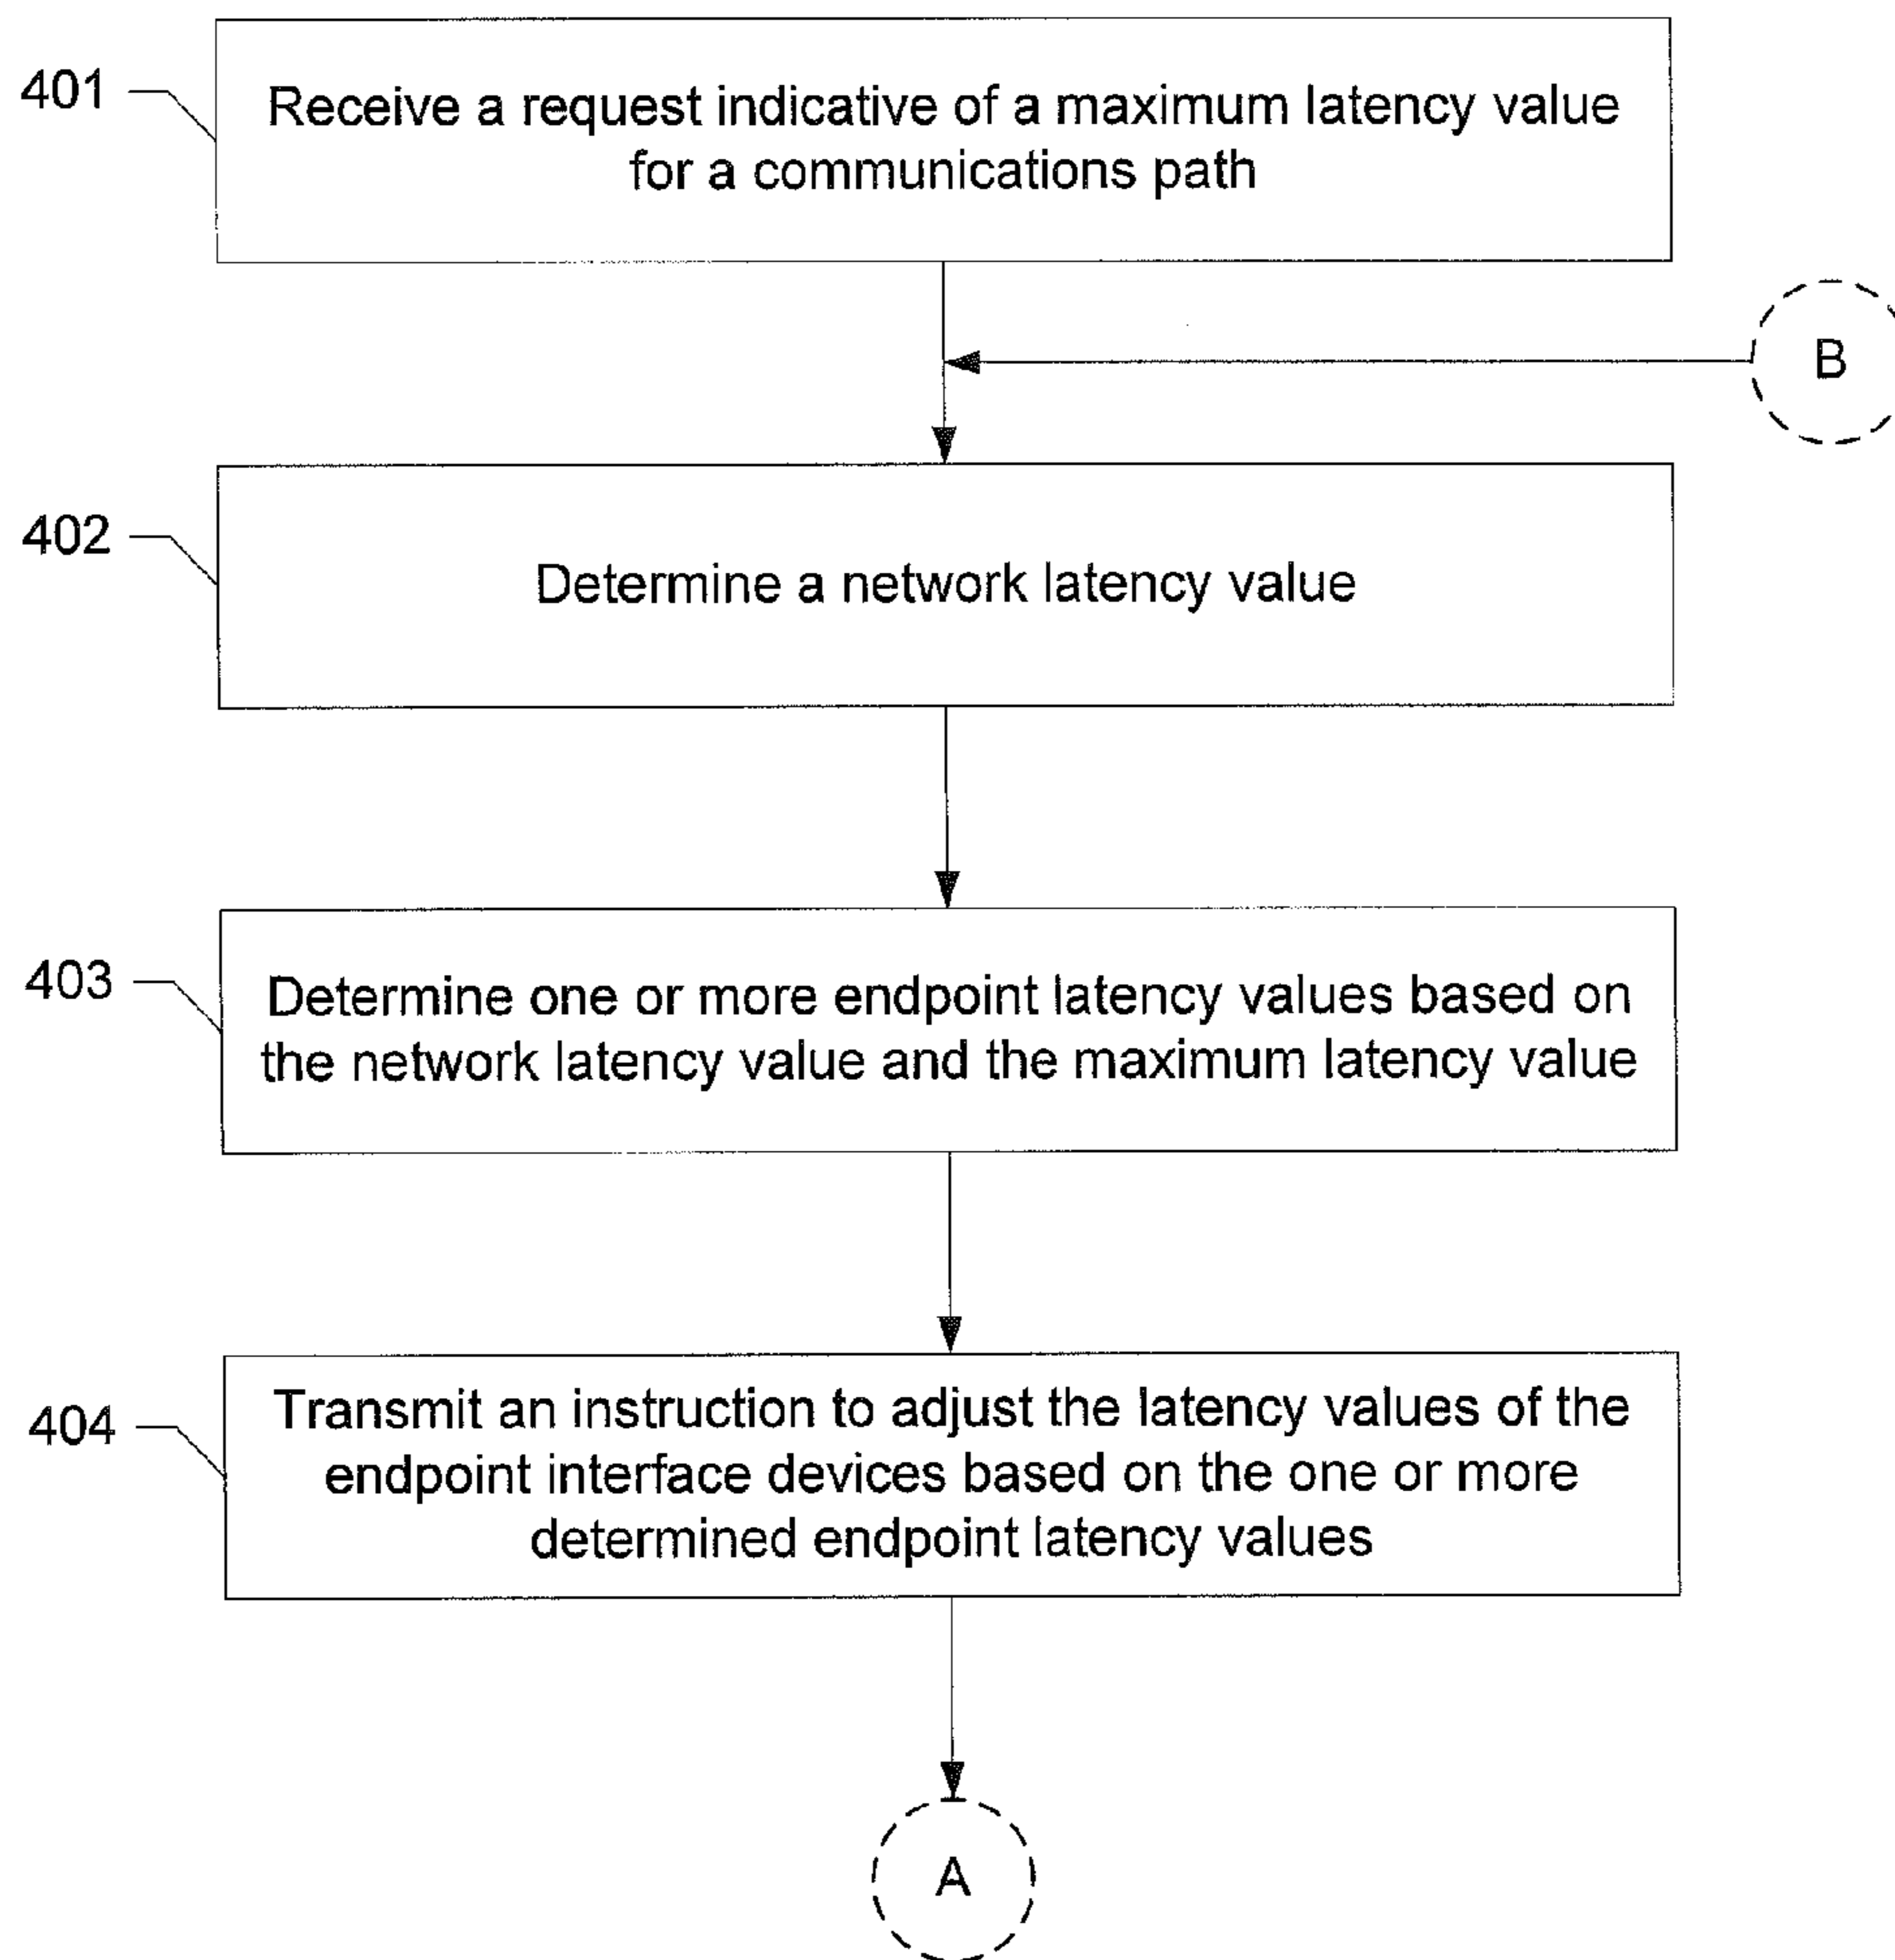 401
Receive a request indicative of a maximum latency value
for a communications path
B
402
Determine a network latency value
403
Determine one or more endpoint latency values based on
the network latency value and the maximum latency value
404
Transmit an instruction to adjust the latency values of the
endpoint interface devices based on the one or more
determined endpoint latency values
A